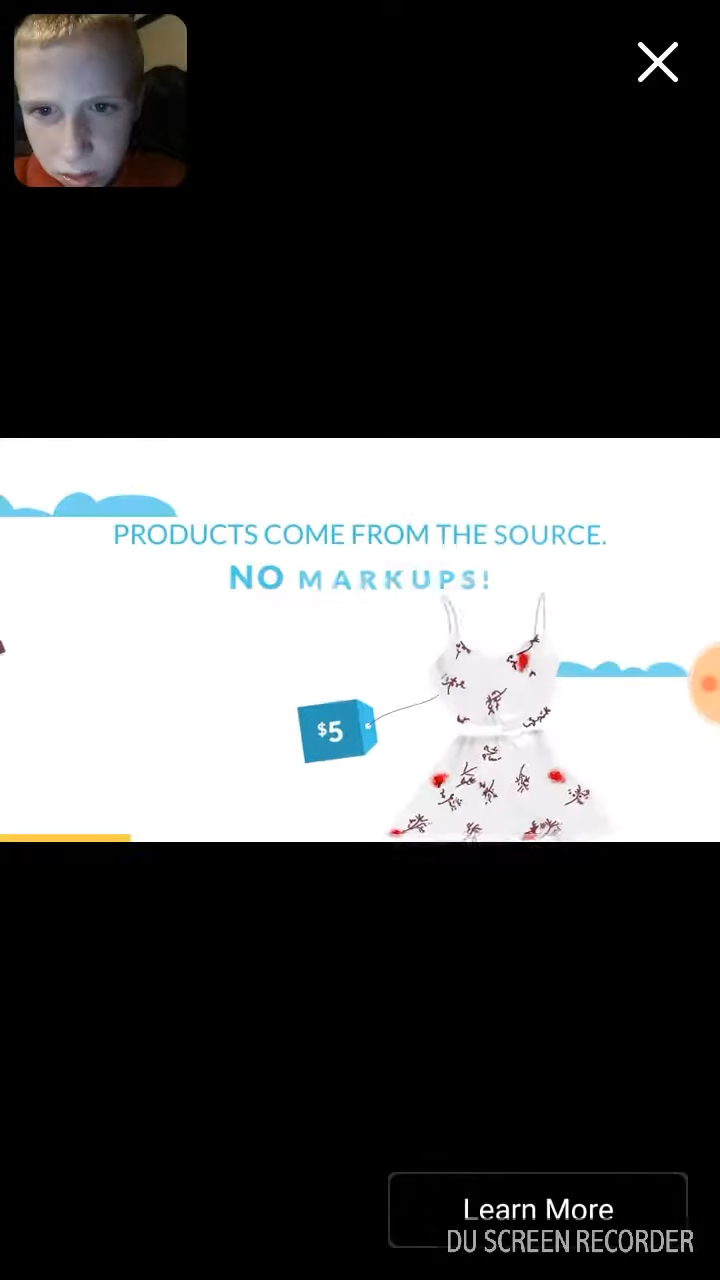 PRODUCTS COME FROM THE SOURCE.
NO MARKUPS!
$5
Learn More
DU SCREEN RECORDER